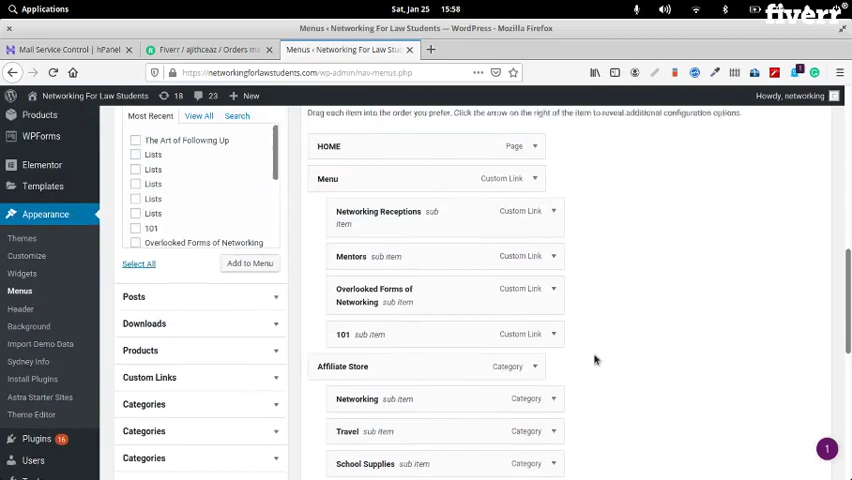 Applications
Sat, Jan 25
15:58
fiverr
Menus ‹ Networking For Law Students — WordPress - Mozilla Firefox
Mail Service Control | hPanel
Fiverr / ajithceaz / Orders ma
Menus ‹ Networking For Law Stu
https://networkingforlawstudents.com/wp-admin/nav-menus.php
1
Networking For Law Students
18
23
New
Howdy, networking
Products
WPForms
Elementor
Templates
Appearance
Themes
Customize
Widgets
Menus
Header
Background
Import Demo Data
Sydney Info
Install Plugins
Astra Starter Sites
Theme Editor
Plugins 16
Users
Most Recent
View All
Search
The Art of Following Up
Lists
Lists
Lists
Lists
Lists
101
Overlooked Forms of Networking
Select All
Add to Menu
Posts
Downloads
Products
Custom Links
Categories
Categories
Categories
Drag each item into the order you prefer. Click the arrow on the right of the item to reveal additional configuration options.
HOME
Page
Menu
Custom Link
Networking Receptions sub
item
Custom Link
Mentors sub item
Custom Link
Overlooked Forms of
Networking sub item
Custom Link
101 sub item
Custom Link
Affiliate Store
Category
Networking sub item
Category
Travel sub item
Category
School Supplies sub item
Category
1